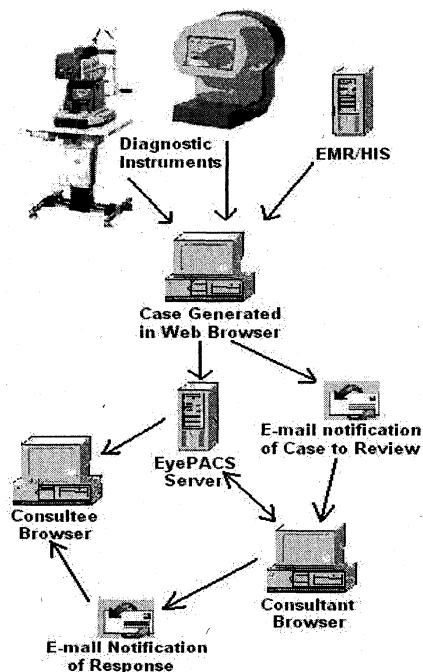 Diagnostic
Instruments
EMR/HIS
Case Generated
in Web Browser
E-mail notification
of Case to Review
EyePACS
Server
Consultee
Browser
Consultant
Browser
E-mail Notification
of Response